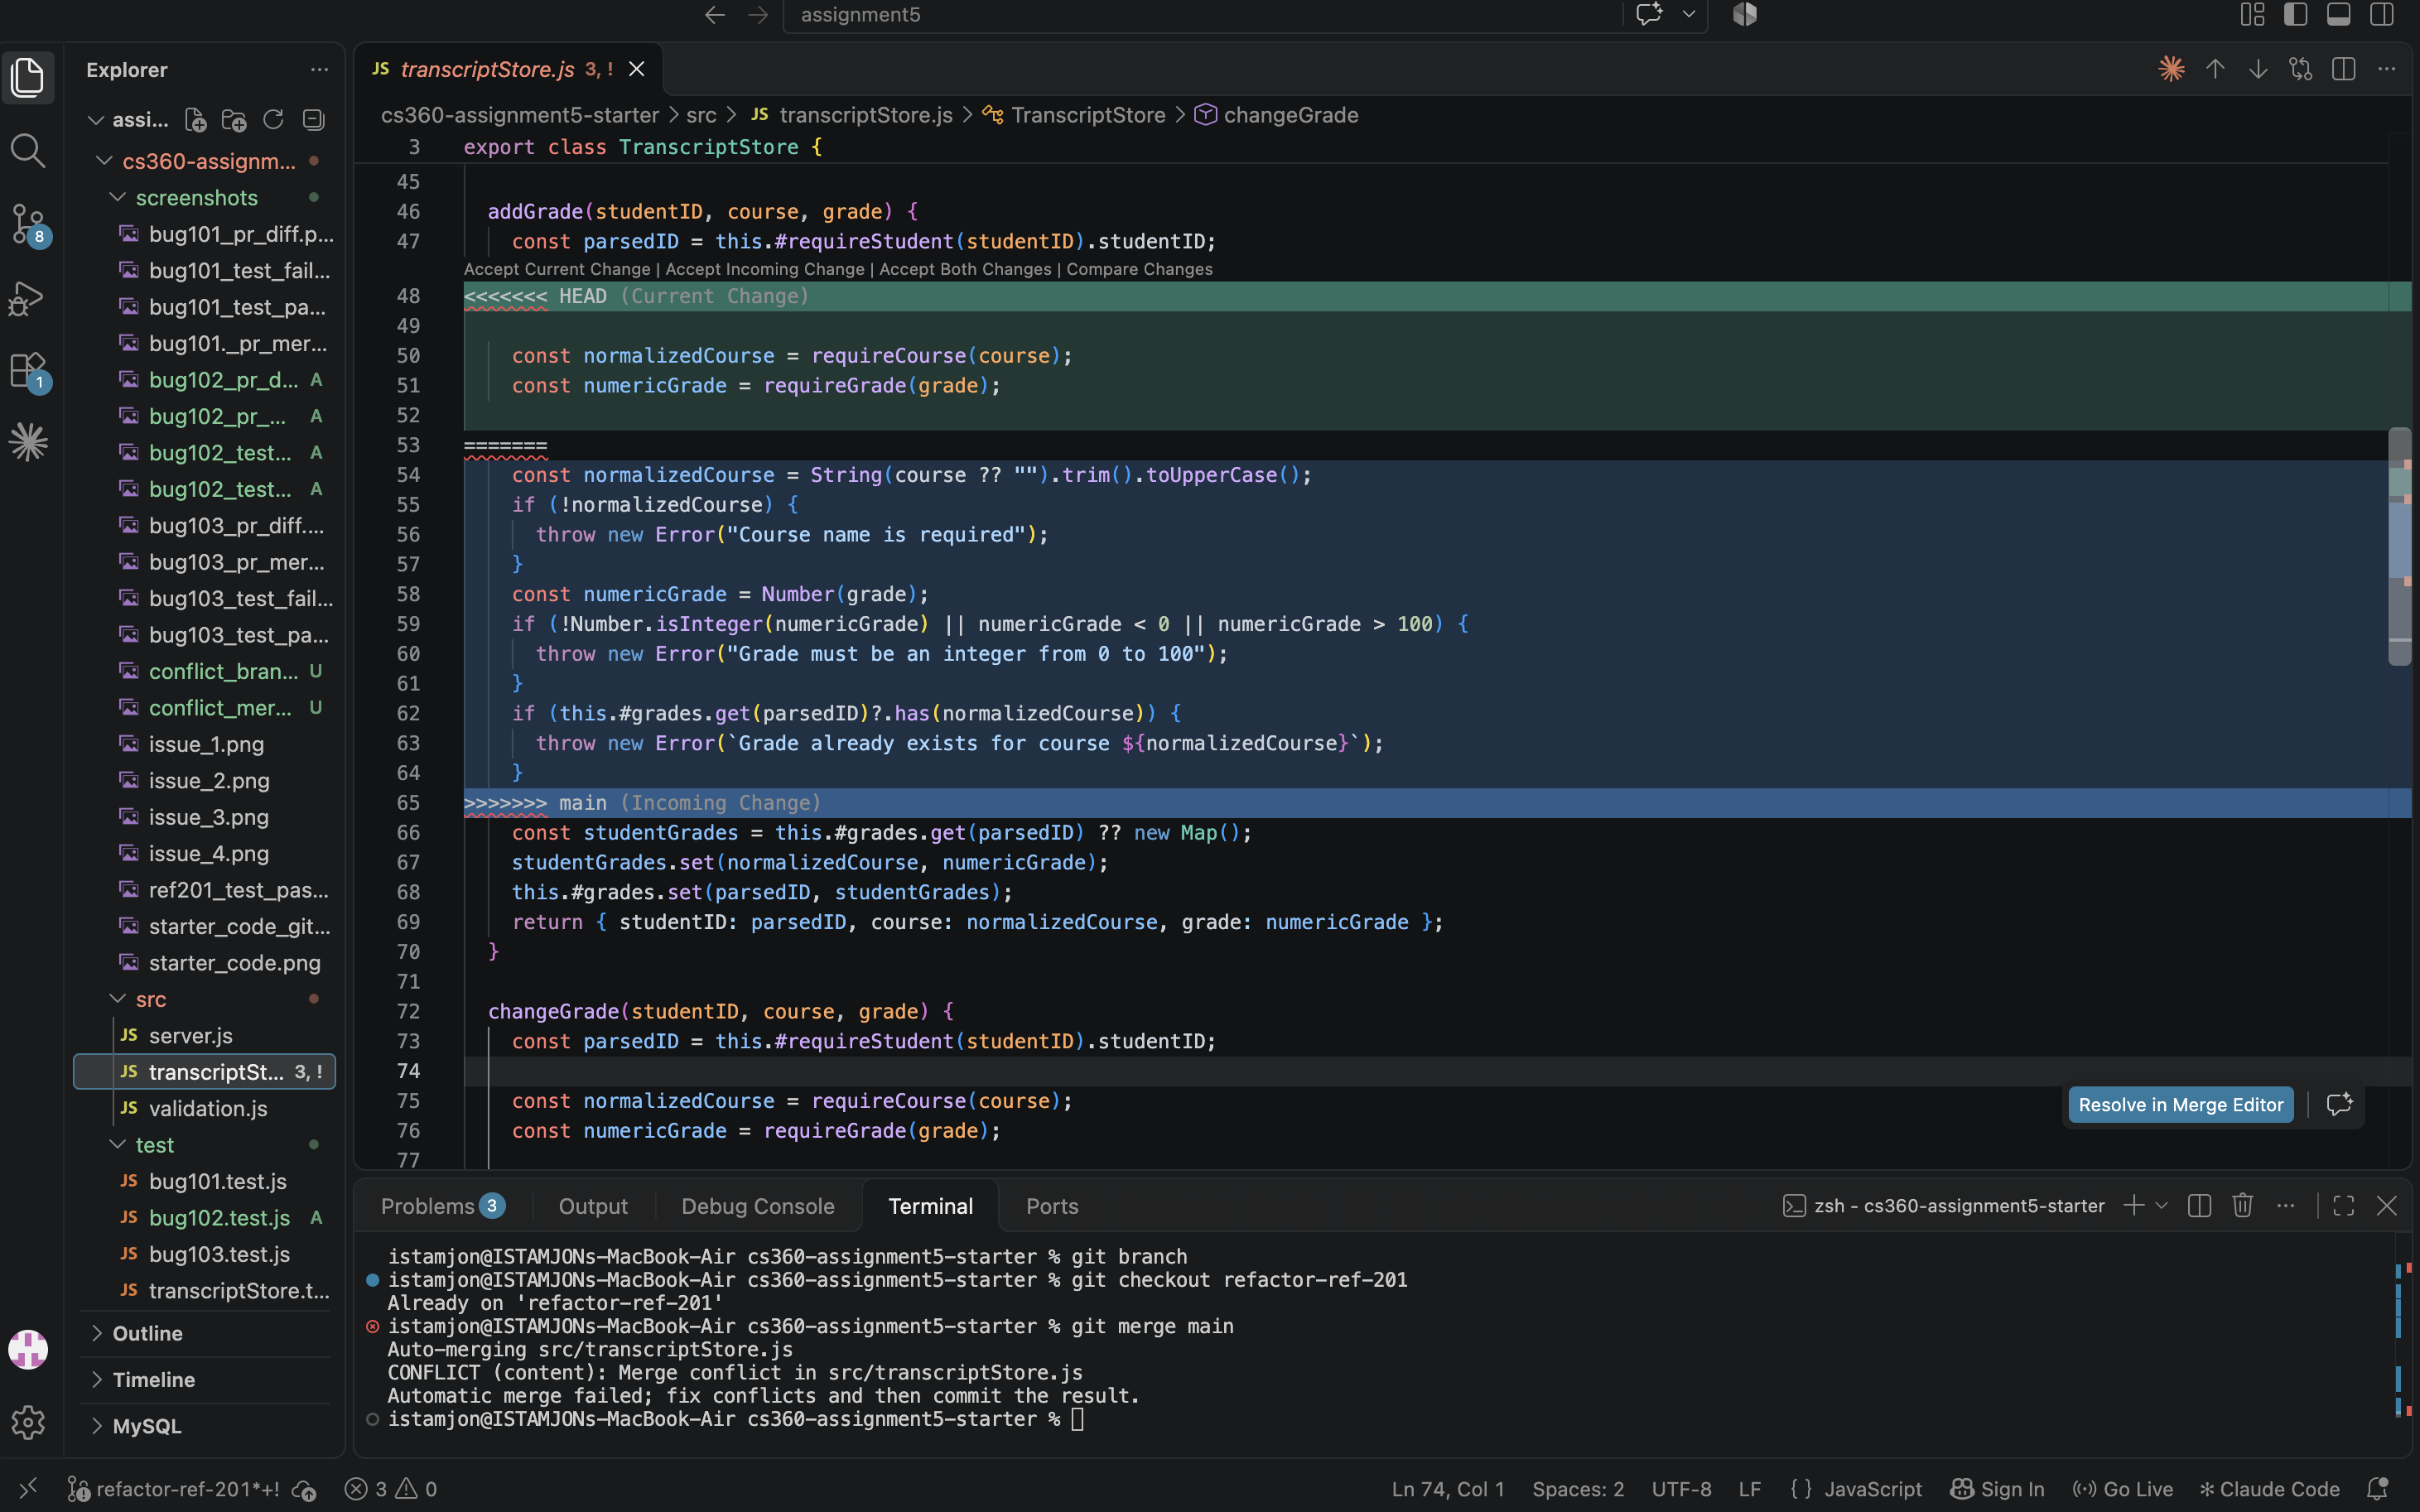 assignment5
Explorer
assi...
cs360-assignm...
screenshots
bug101_pr_diff.p...
bug101_test_fail...
bug101_test_pa...
bug101._pr_mer...
bug102_pr_d... A
bug102_pr_... A
bug102_test... A
bug102_test... A
bug103_pr_diff....
bug103_pr_mer...
bug103_test_fail...
bug103_test_pa...
conflict_bran... U
conflict_mer... U
issue_1.png
issue_2.png
issue_3.png
issue_4.png
ref201_test_pas...
starter_code_git...
starter_code.png
src
JS server.js
JS transcriptSt... 3, !
JS validation.js
test
JS bug101.test.js
JS bug102.test.js A
JS bug103.test.js
JS transcriptStore.t...
Outline
Timeline
MySQL
8
1
JS transcriptStore.js 3, !
cs360-assignment5-starter > src > JS transcriptStore.js > TranscriptStore > changeGrade
3 export class TranscriptStore {
45
46 addGrade(studentID, course, grade) {
47 const parsedID = this.#requireStudent(studentID).studentID;
Accept Current Change | Accept Incoming Change | Accept Both Changes | Compare Changes
48 <<<<<<< HEAD (Current Change)
49
50 const normalizedCourse = requireCourse(course);
51 const numericGrade = requireGrade(grade);
52
53 =======
54 const normalizedCourse = String(course ?? "").trim().toUpperCase();
55 if (!normalizedCourse) {
56 throw new Error("Course name is required");
57 }
58 const numericGrade = Number(grade);
59 if (!Number.isInteger(numericGrade) || numericGrade < 0 || numericGrade > 100) {
60 throw new Error("Grade must be an integer from 0 to 100");
61 }
62 if (this.#grades.get(parsedID)?.has(normalizedCourse)) {
63 throw new Error(`Grade already exists for course ${normalizedCourse}`);
64 }
65 >>>>>>> main (Incoming Change)
66 const studentGrades = this.#grades.get(parsedID) ?? new Map();
67 studentGrades.set(normalizedCourse, numericGrade);
68 this.#grades.set(parsedID, studentGrades);
69 return { studentID: parsedID, course: normalizedCourse, grade: numericGrade };
70 }
71
72 changeGrade(studentID, course, grade) {
73 const parsedID = this.#requireStudent(studentID).studentID;
74
75 const normalizedCourse = requireCourse(course);
76 const numericGrade = requireGrade(grade);
77
Resolve in Merge Editor
Problems 3 Output Debug Console Terminal Ports
zsh - cs360-assignment5-starter
istamjon@ISTAMJONs-MacBook-Air cs360-assignment5-starter % git branch
istamjon@ISTAMJONs-MacBook-Air cs360-assignment5-starter % git checkout refactor-ref-201
Already on 'refactor-ref-201'
istamjon@ISTAMJONs-MacBook-Air cs360-assignment5-starter % git merge main
Auto-merging src/transcriptStore.js
CONFLICT (content): Merge conflict in src/transcriptStore.js
Automatic merge failed; fix conflicts and then commit the result.
istamjon@ISTAMJONs-MacBook-Air cs360-assignment5-starter %
refactor-ref-201*+! 3 0 Ln 74, Col 1 Spaces: 2 UTF-8 LF {} JavaScript Sign In Go Live Claude Code